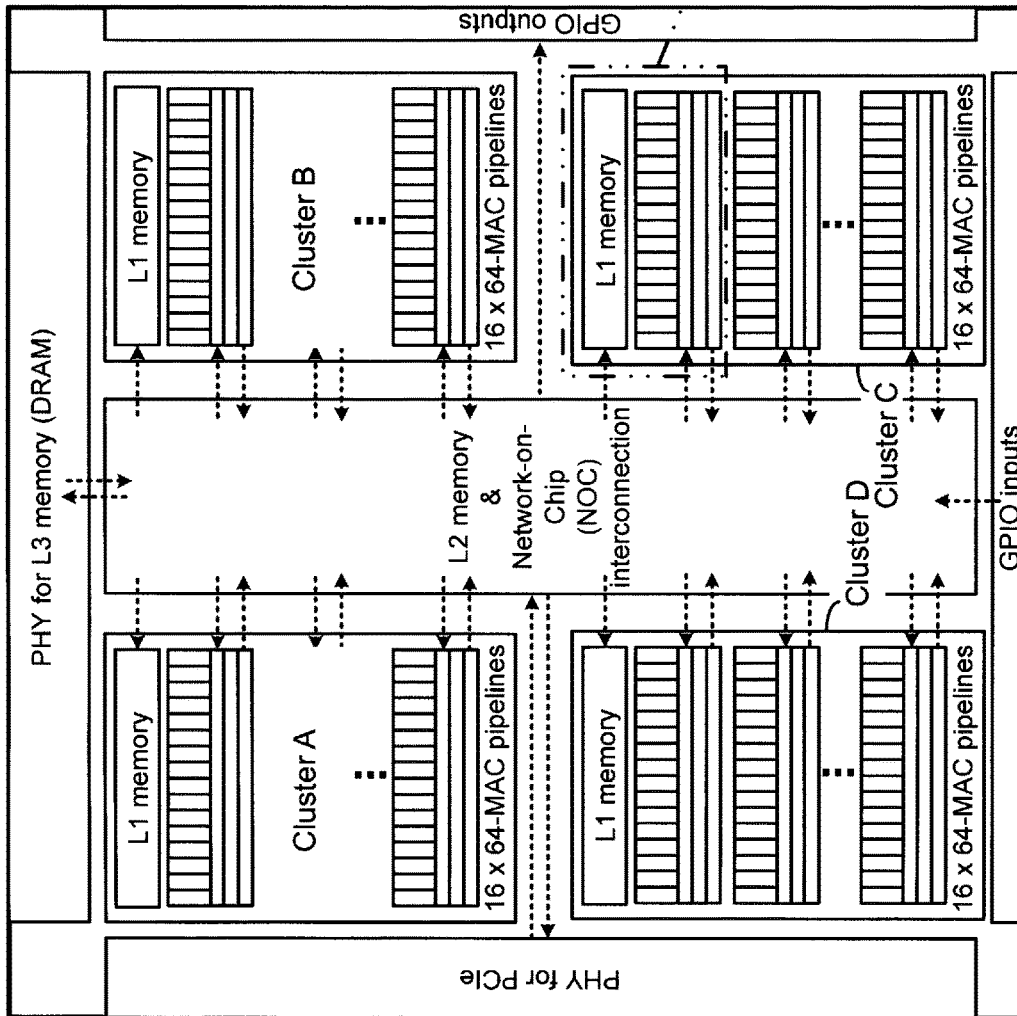 PHY for L3 memory (DRAM)
GPIO outputs
L1 memory
Cluster A
16 x 64-MAC pipelines
L1 memory
Cluster B
16 x 64-MAC pipelines
L2 memory
&
Network-on-
Chip
(NOC)
interconnection
L1 memory
16 x 64-MAC pipelines
Cluster D
L1 memory
16 x 64-MAC pipelines
Cluster C
PHY for PCIe
GPIO inputs